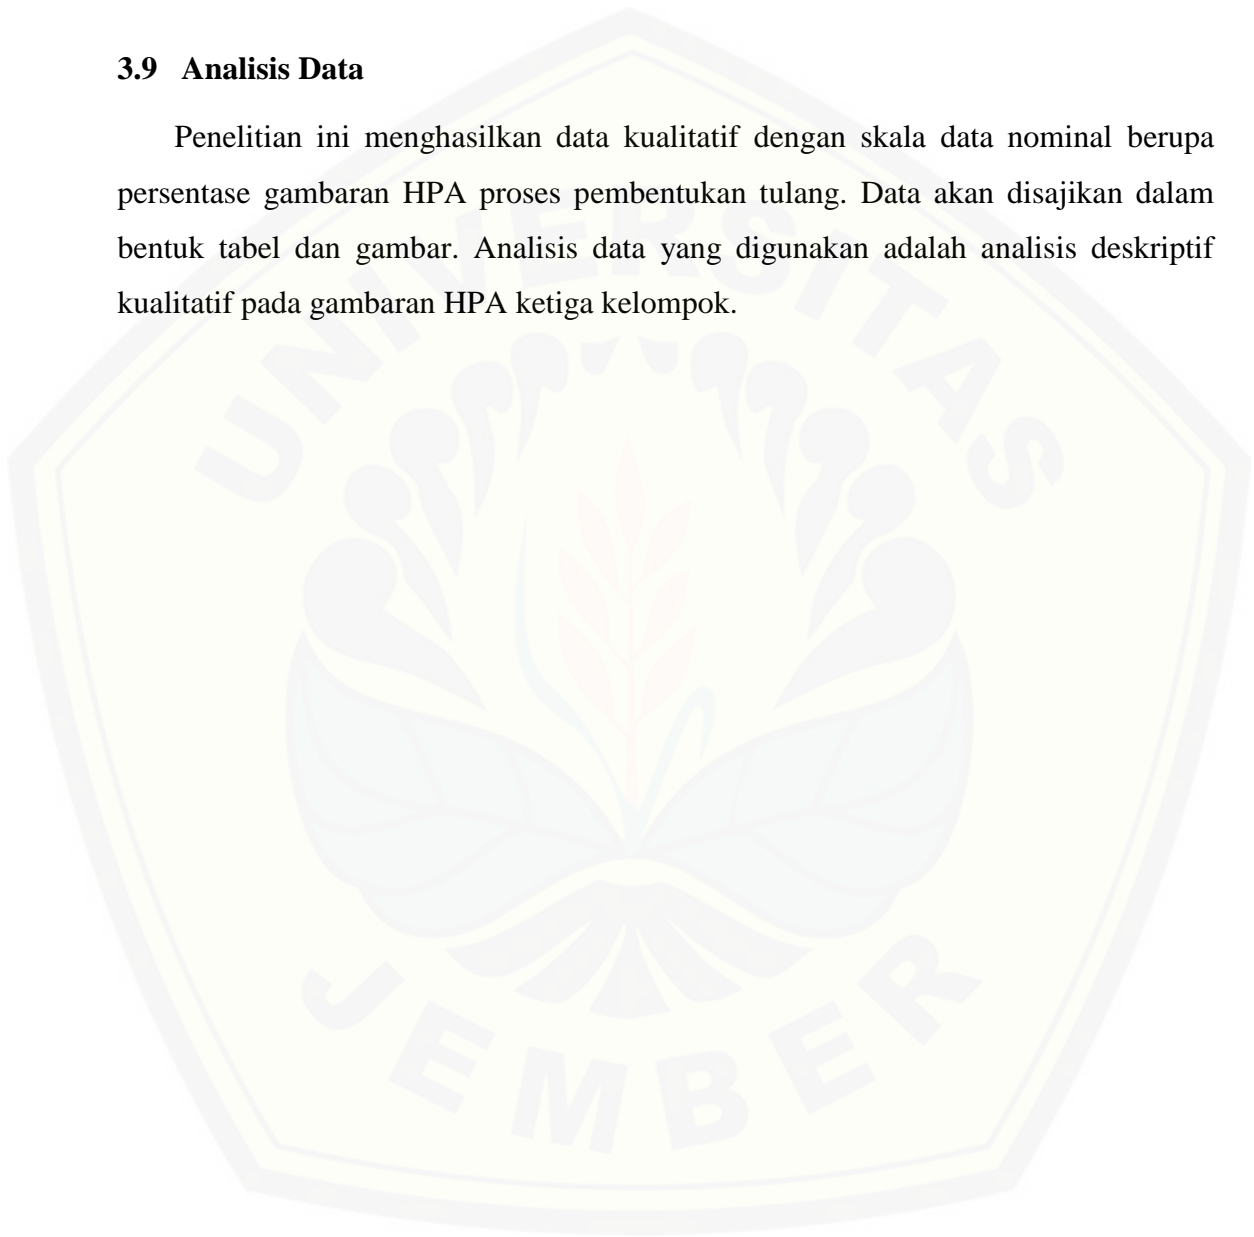 3.9 Analisis Data
Penelitian ini menghasilkan data kualitatif dengan skala data nominal berupa
persentase gambaran HPA proses pembentukan tulang. Data akan disajikan dalam
bentuk tabel dan gambar. Analisis data yang digunakan adalah analisis deskriptif
kualitatif pada gambaran HPA ketiga kelompok.
UNIVERSITAS
JEMBER